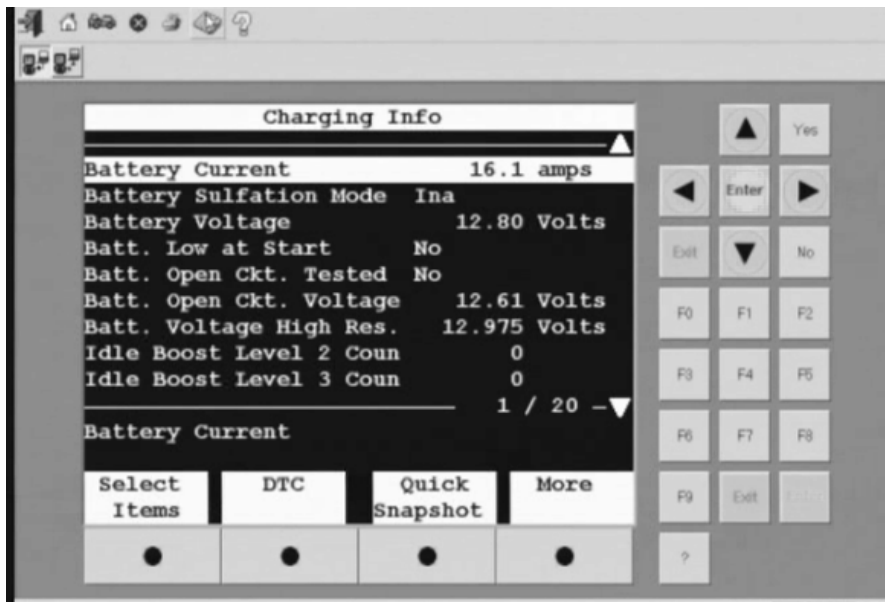 Charging Info
Battery Current 16.1 amps
Battery Sulfation Mode Ina
Battery Voltage 12.80 Volts
Batt. Low at Start No
Batt. Open Ckt. Tested No
Batt. Open Ckt. Voltage 12.61 Volts
Batt. Voltage High Res. 12.975 Volts
Idle Boost Level 2 Coun 0
Idle Boost Level 3 Coun 0
1 / 20
Battery Current
Select Items
DTC
Quick Snapshot
More
Yes
Enter
Exit No
F0 F1 F2
F3 F4 F5
F6 F7 F8
F9 Exit
?